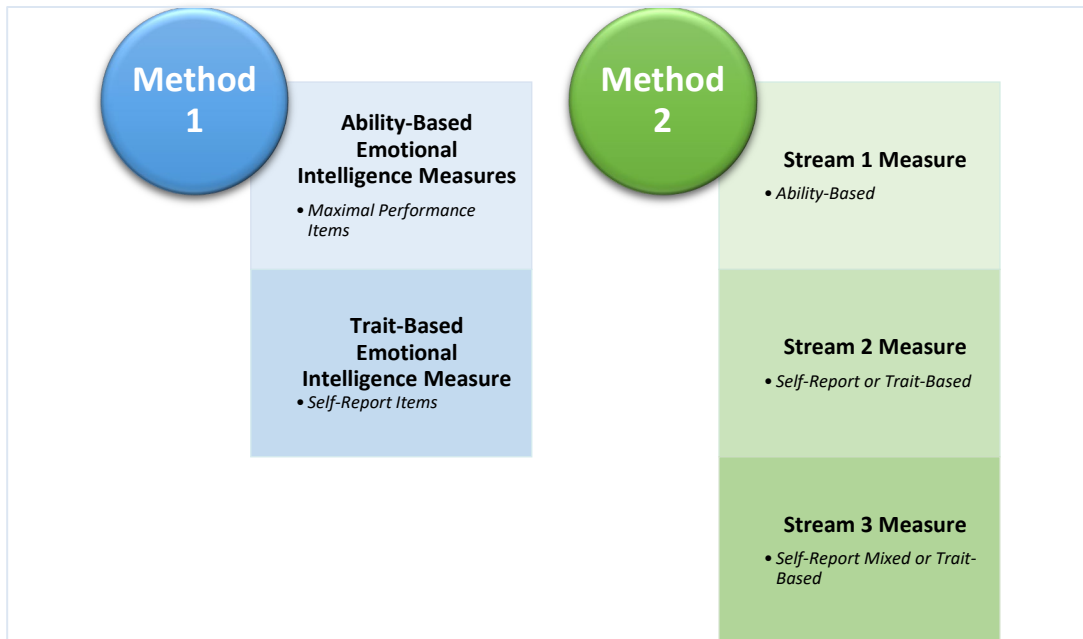 Method
1
Ability-Based
Emotional
Intelligence Measures
• Maximal Performance
Items
Trait-Based
Emotional
Intelligence Measure
• Self-Report Items
Method
2
Stream 1 Measure
• Ability-Based
Stream 2 Measure
• Self-Report or Trait-Based
Stream 3 Measure
• Self-Report Mixed or Trait-
Based